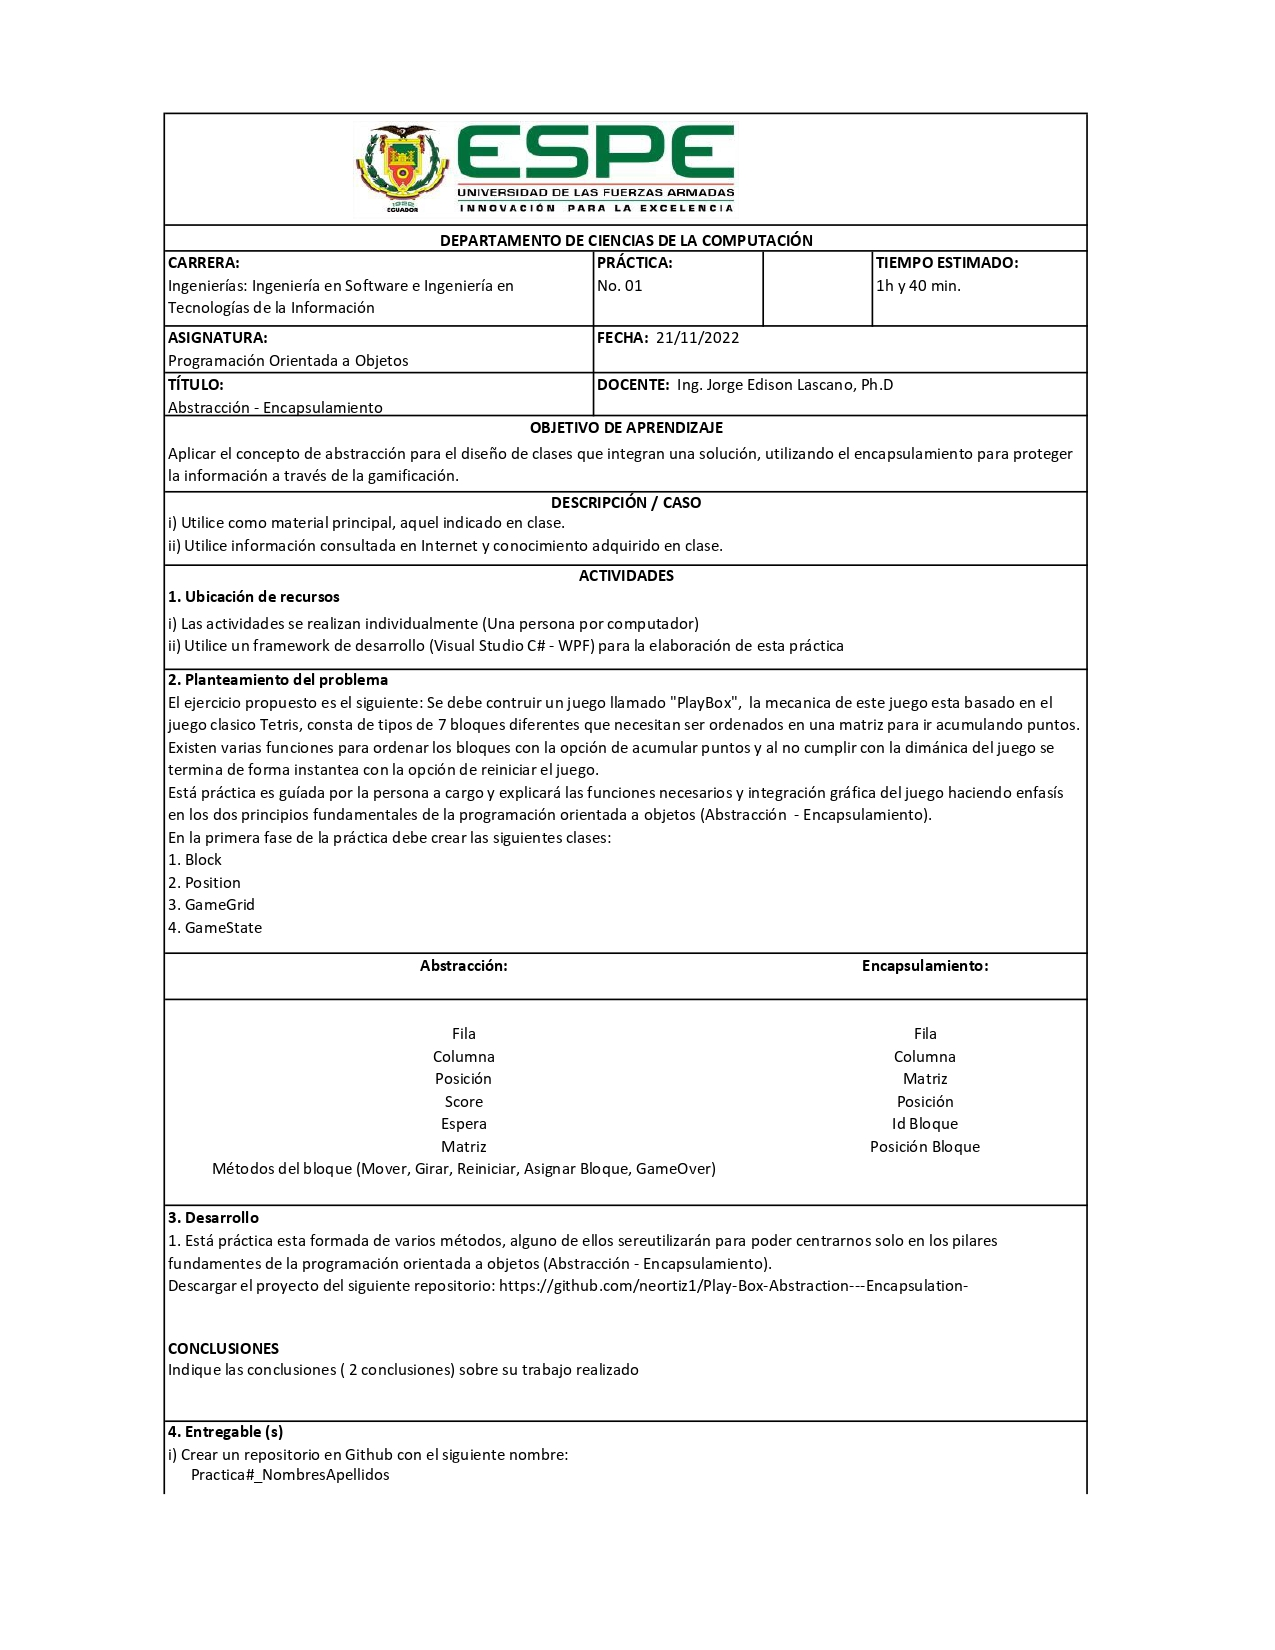 ESPE
UNIVERSIDAD DE LAS FUERZAS ARMADAS
INNOVACIÓN PARA LA EXCELENCIA
ECUADOR
DEPARTAMENTO DE CIENCIAS DE LA COMPUTACIÓN
CARRERA:
Ingenierías: Ingeniería en Software e Ingeniería en
Tecnologías de la Información
PRÁCTICA:
No. 01
TIEMPO ESTIMADO:
1h y 40 min.
ASIGNATURA:
Programación Orientada a Objetos
FECHA: 21/11/2022
TÍTULO:
Abstracción - Encapsulamiento
DOCENTE: Ing. Jorge Edison Lascano, Ph.D
OBJETIVO DE APRENDIZAJE
Aplicar el concepto de abstracción para el diseño de clases que integran una solución, utilizando el encapsulamiento para proteger
la información a través de la gamificación.
DESCRIPCIÓN / CASO
i) Utilice como material principal, aquel indicado en clase.
ii) Utilice información consultada en Internet y conocimiento adquirido en clase.
ACTIVIDADES
1. Ubicación de recursos
i) Las actividades se realizan individualmente (Una persona por computador)
ii) Utilice un framework de desarrollo (Visual Studio C# - WPF) para la elaboración de esta práctica
2. Planteamiento del problema
El ejercicio propuesto es el siguiente: Se debe contruir un juego llamado "PlayBox", la mecanica de este juego esta basado en el
juego clasico Tetris, consta de tipos de 7 bloques diferentes que necesitan ser ordenados en una matriz para ir acumulando puntos.
Existen varias funciones para ordenar los bloques con la opción de acumular puntos y al no cumplir con la dimánica del juego se
termina de forma instantea con la opción de reiniciar el juego.
Está práctica es guíada por la persona a cargo y explicará las funciones necesarios y integración gráfica del juego haciendo enfasís
en los dos principios fundamentales de la programación orientada a objetos (Abstracción - Encapsulamiento).
En la primera fase de la práctica debe crear las siguientes clases:
1. Block
2. Position
3. GameGrid
4. GameState
Abstracción:
Encapsulamiento:
Fila
Columna
Posición
Score
Espera
Matriz
Métodos del bloque (Mover, Girar, Reiniciar, Asignar Bloque, GameOver)
Fila
Columna
Matriz
Posición
Id Bloque
Posición Bloque
3. Desarrollo
1. Está práctica esta formada de varios métodos, alguno de ellos sereutilizarán para poder centrarnos solo en los pilares
fundamentes de la programación orientada a objetos (Abstracción - Encapsulamiento).
Descargar el proyecto del siguiente repositorio: https://github.com/neortiz1/Play-Box-Abstraction---Encapsulation-
CONCLUSIONES
Indique las conclusiones ( 2 conclusiones) sobre su trabajo realizado
4. Entregable (s)
i) Crear un repositorio en Github con el siguiente nombre:
Practica#_NombresApellidos